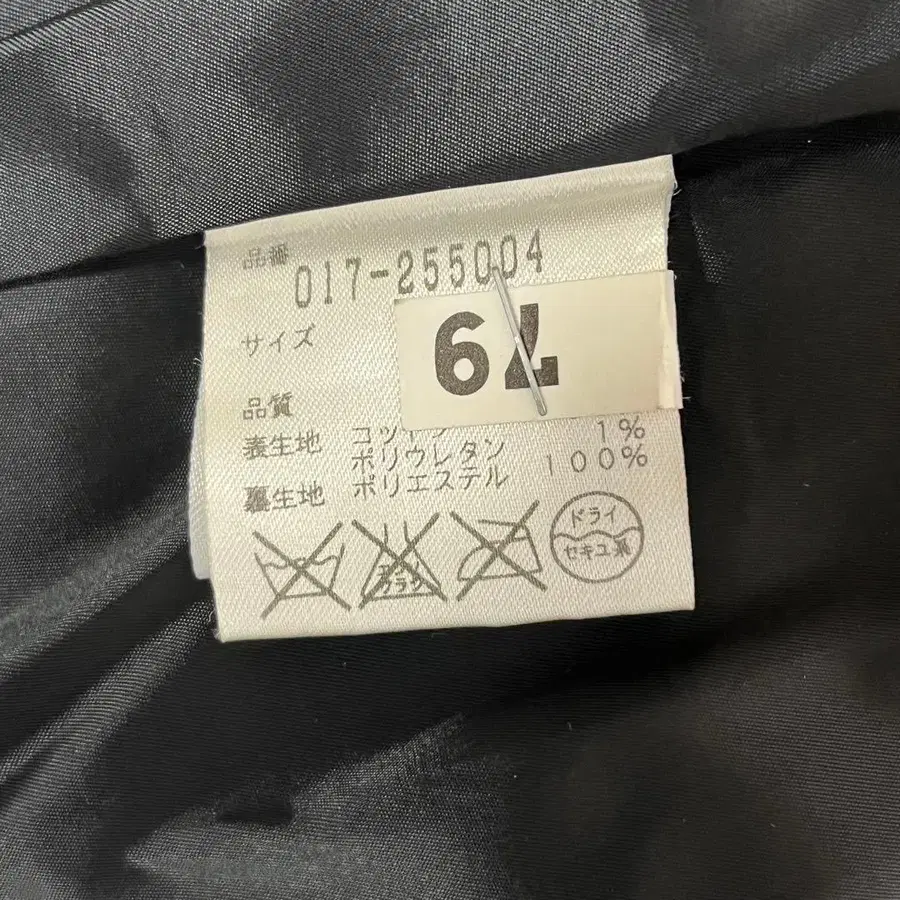 品番
017-255004
サイズ
品質
表生地
ポリウレタン 1%
裏生地 ポリエステル 100%
ドライ
セキユ系